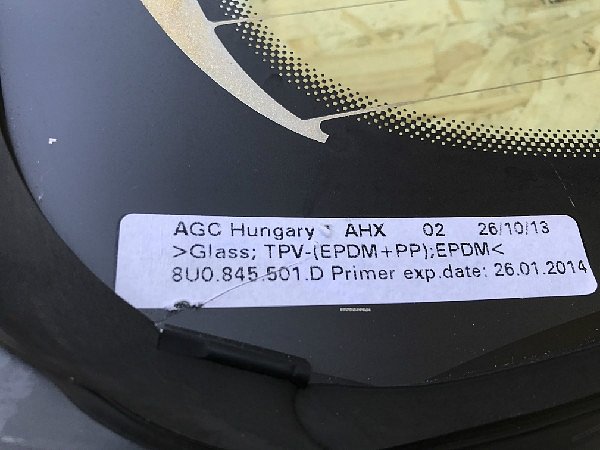 AGC Hungary AHX 02 26/10/13
>Glass; TPV-(EPDM+PP);EPDM<
8U0.845.501.D Primer exp.date: 26.01.2014